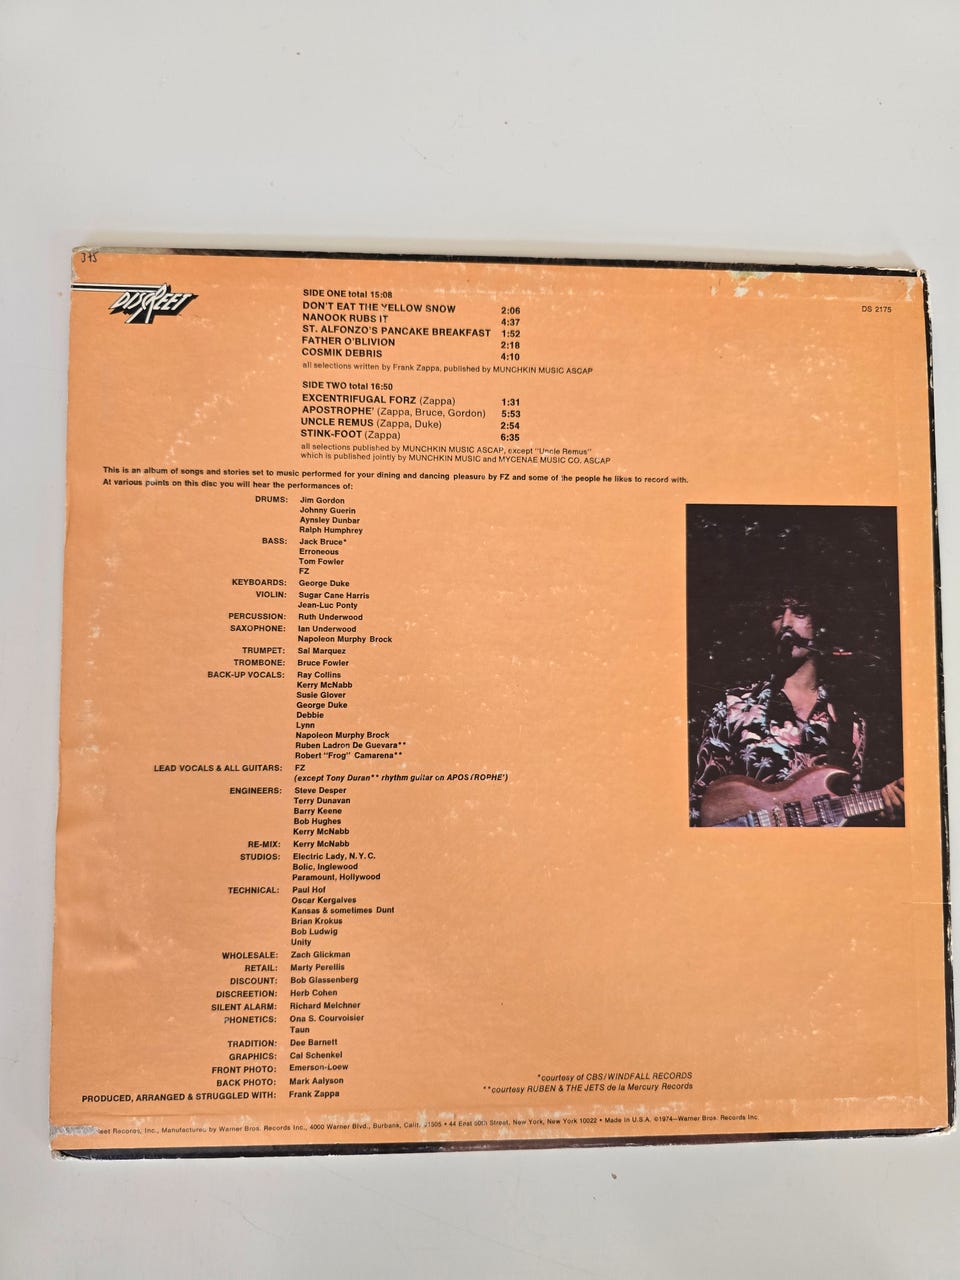 375
DISCREET
DS 2175
SIDE ONE total 15:08
DON'T EAT THE YELLOW SNOW 2:06
NANOOK RUBS IT 4:37
ST. ALFONZO'S PANCAKE BREAKFAST 1:52
FATHER O'BLIVION 2:18
COSMIK DEBRIS 4:10
all selections written by Frank Zappa, published by MUNCHKIN MUSIC ASCAP
SIDE TWO total 16:50
EXCENTRIFUGAL FORZ (Zappa) 1:31
APOSTROPHE' (Zappa, Bruce, Gordon) 5:53
UNCLE REMUS (Zappa, Duke) 2:54
STINK-FOOT (Zappa) 6:35
all selections published by MUNCHKIN MUSIC ASCAP, except "Uncle Remus"
which is published jointly by MUNCHKIN MUSIC and MYCENAE MUSIC CO. ASCAP
This is an album of songs and stories set to music performed for your dining and dancing pleasure by FZ and some of the people he likes to record with.
At various points on this disc you will hear the performances of:
DRUMS: Jim Gordon
Johnny Guerin
Aynsley Dunbar
Ralph Humphrey
BASS: Jack Bruce*
Erroneous
Tom Fowler
FZ
KEYBOARDS: George Duke
VIOLIN: Sugar Cane Harris
Jean-Luc Ponty
PERCUSSION: Ruth Underwood
SAXOPHONE: Ian Underwood
Napoleon Murphy Brock
TRUMPET: Sal Marquez
TROMBONE: Bruce Fowler
BACK-UP VOCALS: Ray Collins
Kerry McNabb
Susie Glover
George Duke
Debbie
Lynn
Napoleon Murphy Brock
Ruben Ladron De Guevara**
Robert "Frog" Camarena**
LEAD VOCALS & ALL GUITARS: FZ
(except Tony Duran** rhythm guitar on APOSTROPHE')
ENGINEERS: Steve Desper
Terry Dunavan
Barry Keene
Bob Hughes
Kerry McNabb
RE-MIX: Kerry McNabb
STUDIOS: Electric Lady, N.Y.C.
Bolic, Inglewood
Paramount, Hollywood
TECHNICAL: Paul Hof
Oscar Kergalves
Kansas & sometimes Dunt
Brian Krokus
Bob Ludwig
Unity
WHOLESALE: Zach Glickman
RETAIL: Marty Perellis
DISCOUNT: Bob Glassenberg
DISCREETION: Herb Cohen
SILENT ALARM: Richard Melchner
PHONETICS: Ona S. Courvoisier
Taun
TRADITION: Dee Barnett
GRAPHICS: Cal Schenkel
FRONT PHOTO: Emerson-Loew
BACK PHOTO: Mark Aalyson
PRODUCED, ARRANGED & STRUGGLED WITH: Frank Zappa
*courtesy of CBS/WINDFALL RECORDS
**courtesy RUBEN & THE JETS de la Mercury Records
Records, Inc., Manufactured by Warner Bros. Records Inc., 4000 Warner Blvd., Burbank, Calif. 91505 • 44 East 50th Street, New York, New York 10022 • Made In U.S.A. ©1974—Warner Bros. Records Inc.